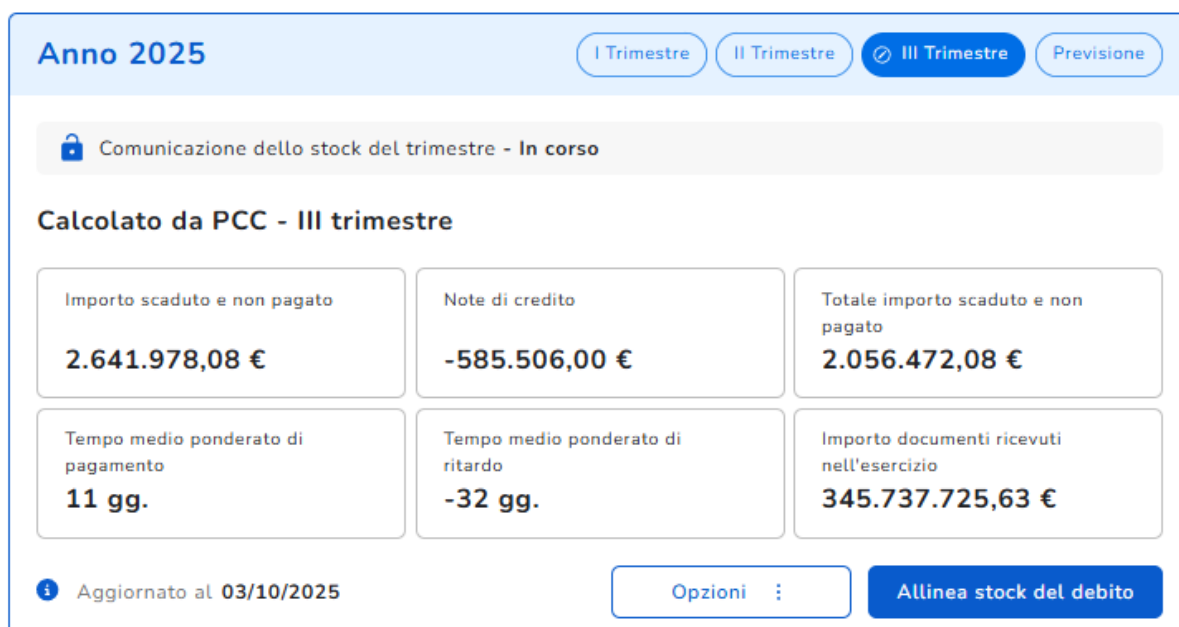 Anno 2025
I Trimestre
II Trimestre
III Trimestre
Previsione
Comunicazione dello stock del trimestre - In corso
Calcolato da PCC - III trimestre
Importo scaduto e non pagato
2.641.978,08 €
Note di credito
-585.506,00 €
Totale importo scaduto e non
pagato
2.056.472,08 €
Tempo medio ponderato di
pagamento
11 gg.
Tempo medio ponderato di
ritardo
-32 gg.
Importo documenti ricevuti
nell'esercizio
345.737.725,63 €
Aggiornato al 03/10/2025
Opzioni
Allinea stock del debito